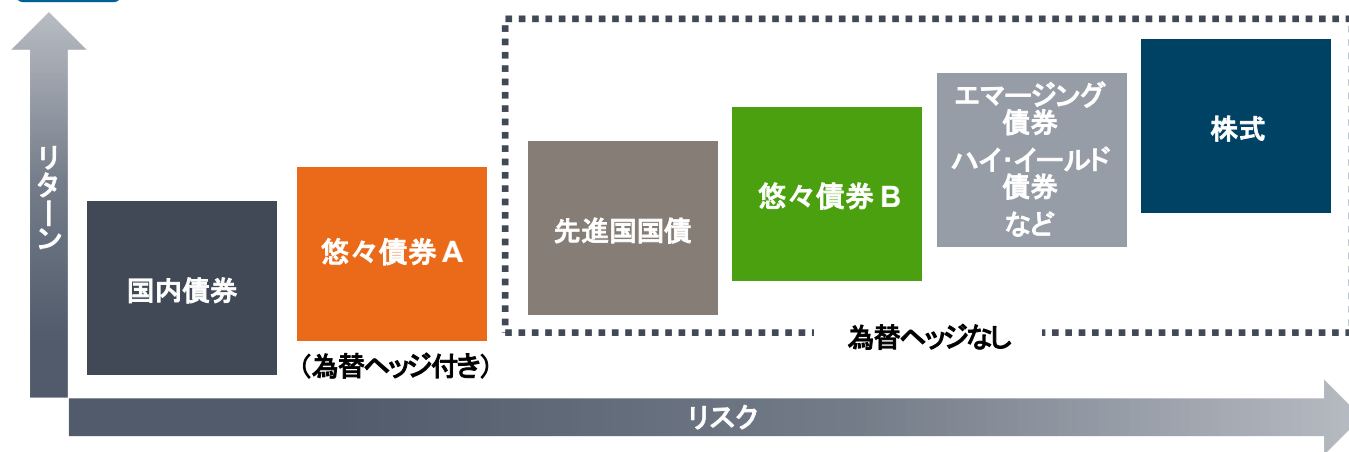 リターン
国内債券
悠々債券 A
(為替ヘッジ付き)
先進国国債
悠々債券 B
エマージング
債券
ハイ・イールド
債券
など
株式
為替ヘッジなし
リスク